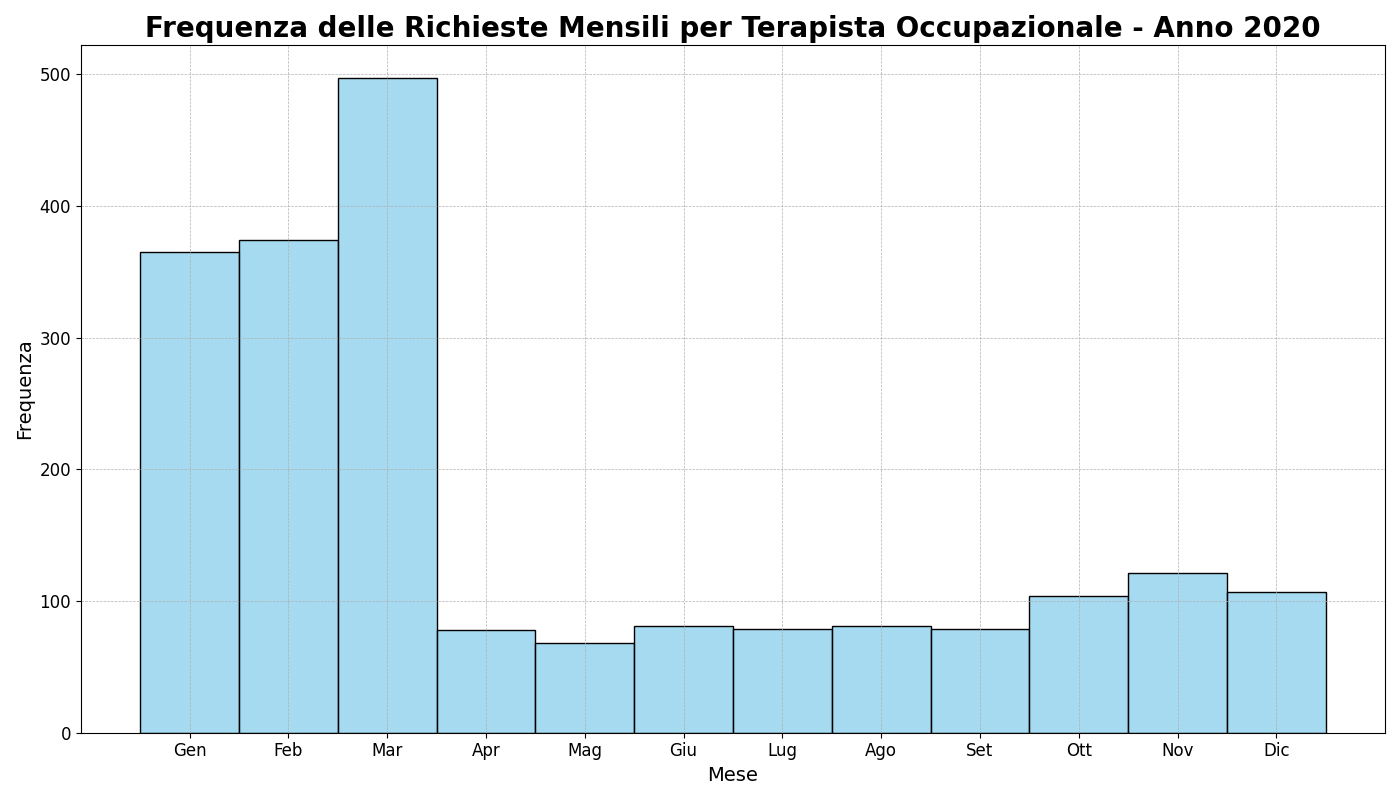 Frequenza delle Richieste Mensili per Terapista Occupazionale - Anno 2020
Frequenza
500
400
300
200
100
0
Gen Feb Mar Apr Mag Giu Lug Ago Set Ott Nov Dic
Mese